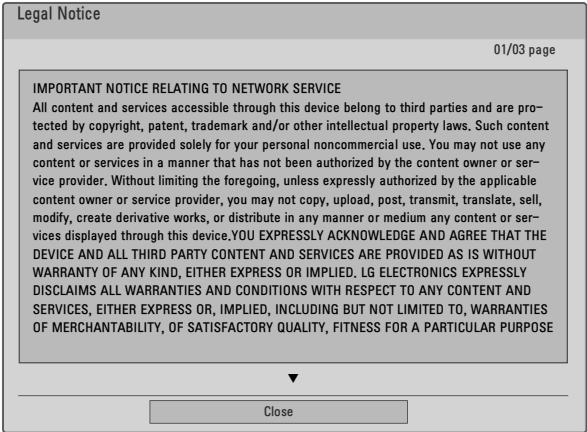 Legal Notice
01/03 page
IMPORTANT NOTICE RELATING TO NETWORK SERVICE
All content and services accessible through this device belong to third parties and are pro-
tected by copyright, patent, trademark and/or other intellectual property laws. Such content
and services are provided solely for your personal noncommercial use. You may not use any
content or services in a manner that has not been authorized by the content owner or ser-
vice provider. Without limiting the foregoing, unless expressly authorized by the applicable
content owner or service provider, you may not copy, upload, post, transmit, translate, sell,
modify, create derivative works, or distribute in any manner or medium any content or ser-
vices displayed through this device.YOU EXPRESSLY ACKNOWLEDGE AND AGREE THAT THE
DEVICE AND ALL THIRD PARTY CONTENT AND SERVICES ARE PROVIDED AS IS WITHOUT
WARRANTY OF ANY KIND, EITHER EXPRESS OR IMPLIED. LG ELECTRONICS EXPRESSLY
DISCLAIMS ALL WARRANTIES AND CONDITIONS WITH RESPECT TO ANY CONTENT AND
SERVICES, EITHER EXPRESS OR, IMPLIED, INCLUDING BUT NOT LIMITED TO, WARRANTIES
OF MERCHANTABILITY, OF SATISFACTORY QUALITY, FITNESS FOR A PARTICULAR PURPOSE
▼
Close